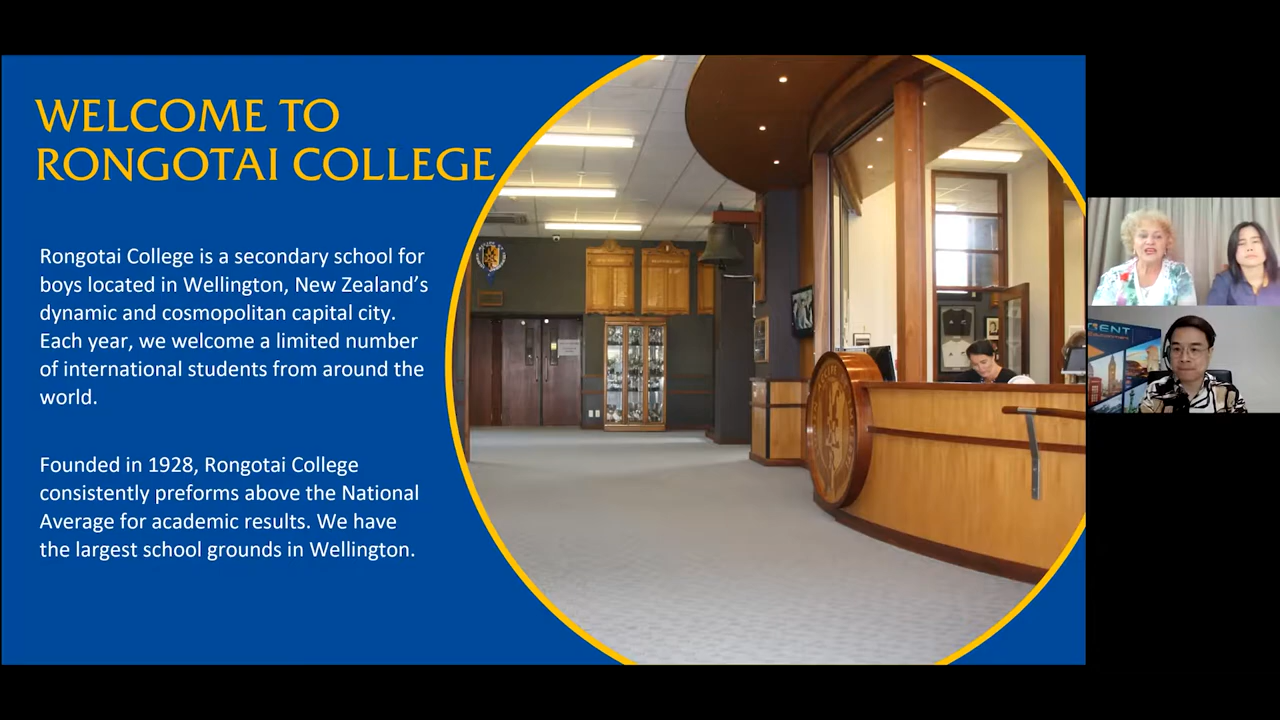 WELCOME TO
RONGOTAI COLLEGE
Rongotai College is a secondary school for
boys located in Wellington, New Zealand's
dynamic and cosmopolitan capital city.
Each year, we welcome a limited number
of international students from around the
world.
Founded in 1928, Rongotai College
consistently preforms above the National
Average for academic results. We have
the largest school grounds in Wellington.